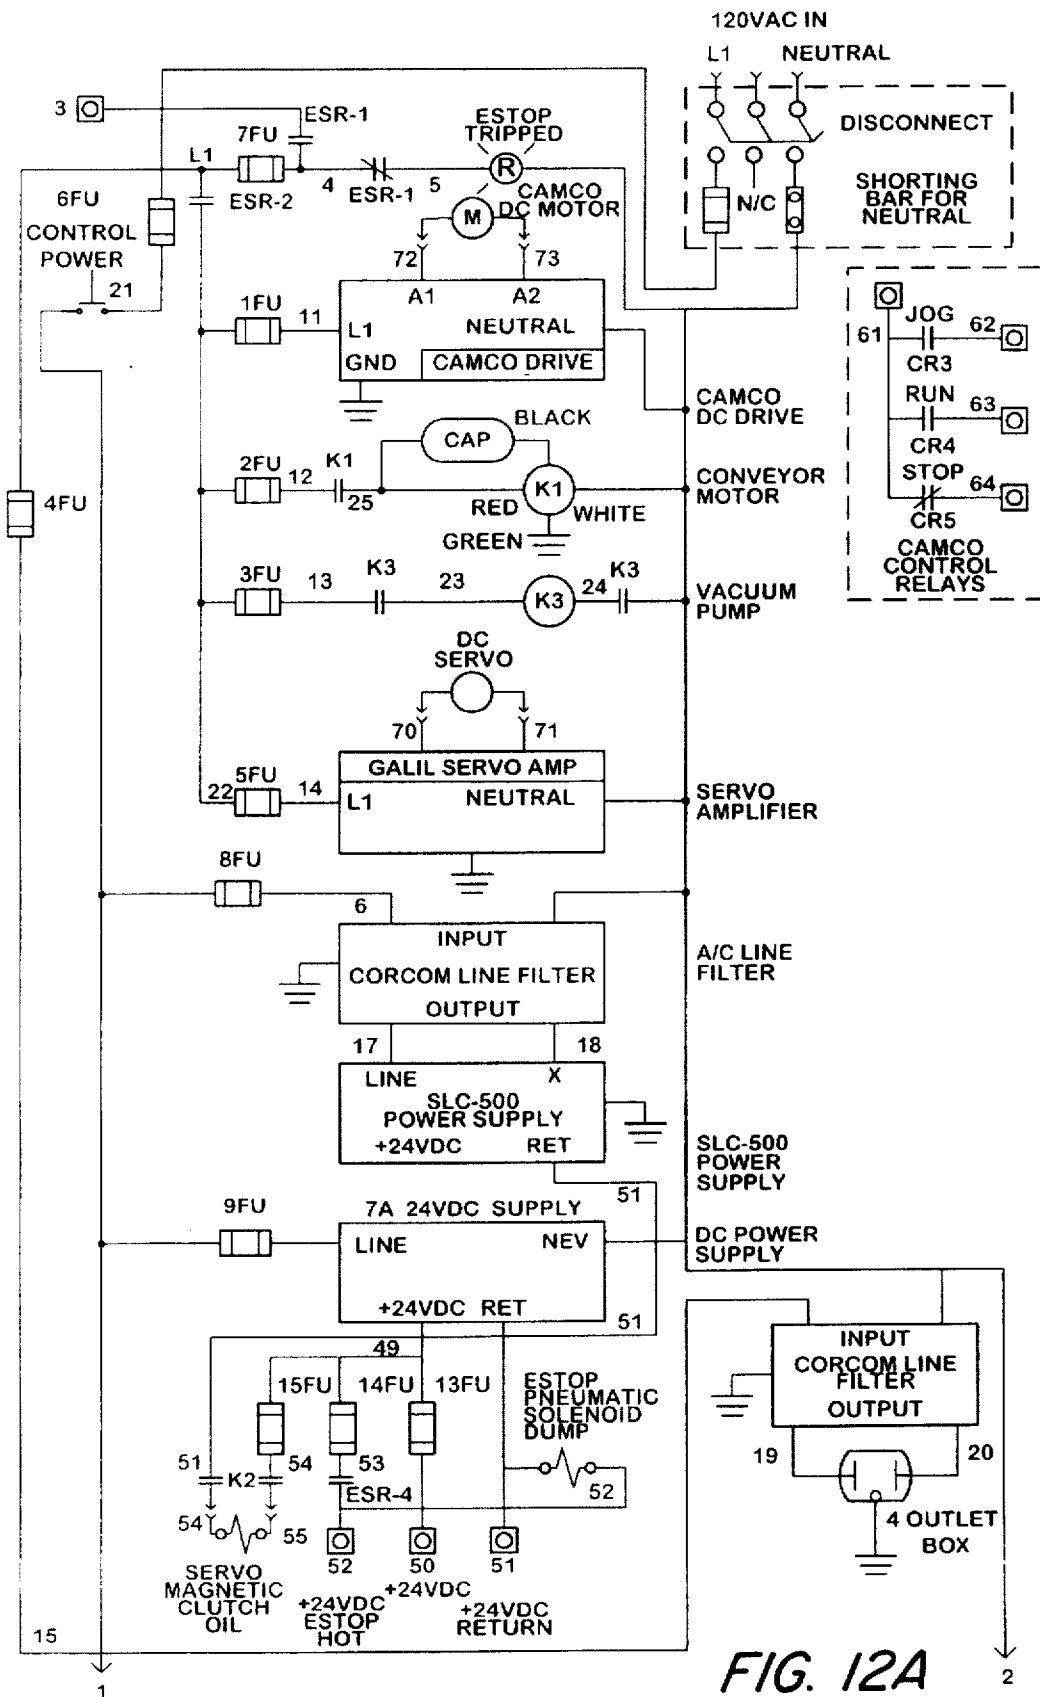 120VAC IN
L1 NEUTRAL
3
ESR-1
ESTOP
TRIPPED
DISCONNECT
7FU
L1
4
5
R
ESR-2
ESR-1
6FU
CONTROL
POWER
21
M
CAMCO
DC MOTOR
N/C
SHORTING
BAR FOR
NEUTRAL
72
73
A1
A2
1FU
11
L1
NEUTRAL
GND
CAMCO DRIVE
61
JOG
62
CR3
RUN
63
CR4
STOP
64
CR5
CAMCO
CONTROL
RELAYS
CAMCO
DC DRIVE
BLACK
CAP
2FU
12
K1
25
K1
RED
WHITE
GREEN
CONVEYOR
MOTOR
4FU
3FU
13
K3
23
K3
24
K3
VACUUM
PUMP
DC
SERVO
70
71
GALIL SERVO AMP
22
5FU
14
L1
NEUTRAL
SERVO
AMPLIFIER
8FU
6
INPUT
CORCOM LINE FILTER
OUTPUT
A/C LINE
FILTER
17
18
LINE
X
SLC-500
POWER SUPPLY
+24VDC RET
SLC-500
POWER
SUPPLY
51
9FU
7A 24VDC SUPPLY
LINE
NEV
DC POWER
SUPPLY
+24VDC RET
51
49
15FU
14FU
13FU
ESTOP
PNEUMATIC
SOLENOID
DUMP
INPUT
CORCOM LINE
FILTER
OUTPUT
51
K2
54
53
ESR-4
52
19
20
54
55
52
50
51
4 OUTLET
BOX
SERVO
MAGNETIC
CLUTCH
OIL
+24VDC
ESTOP
HOT
+24VDC
+24VDC
RETURN
15
1
2
FIG. 12A